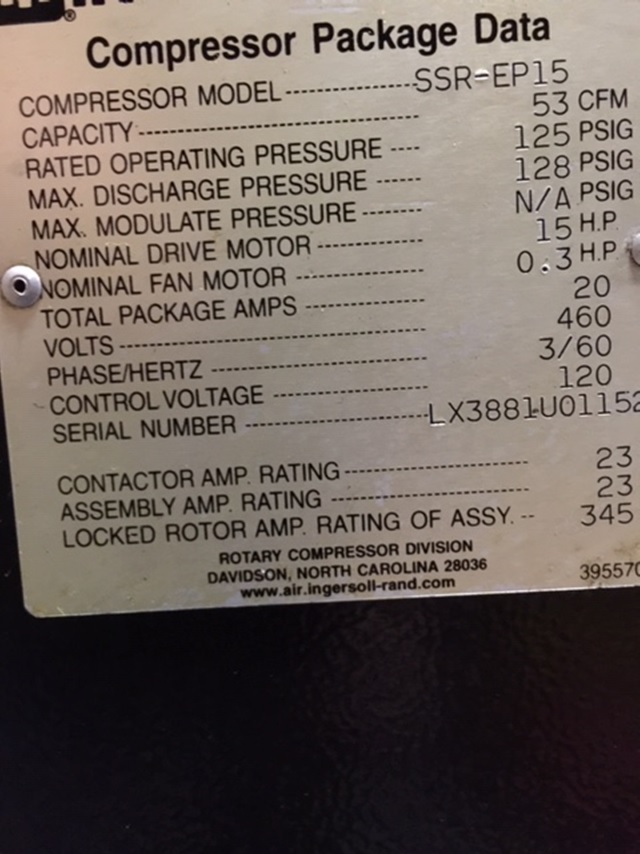 ®
Compressor Package Data
COMPRESSOR MODEL SSR-EP15
CAPACITY 53 CFM
RATED OPERATING PRESSURE 125 PSIG
MAX. DISCHARGE PRESSURE 128 PSIG
MAX. MODULATE PRESSURE N/A PSIG
NOMINAL DRIVE MOTOR 15 H.P.
NOMINAL FAN MOTOR 0.3 H.P.
TOTAL PACKAGE AMPS 20
VOLTS 460
PHASE/HERTZ 3/60
CONTROL VOLTAGE 120
SERIAL NUMBER LX3881U01152
CONTACTOR AMP. RATING 23
ASSEMBLY AMP. RATING 23
LOCKED ROTOR AMP. RATING OF ASSY. 345
ROTARY COMPRESSOR DIVISION
DAVIDSON, NORTH CAROLINA 28036
www.air.ingersoll-rand.com
395570